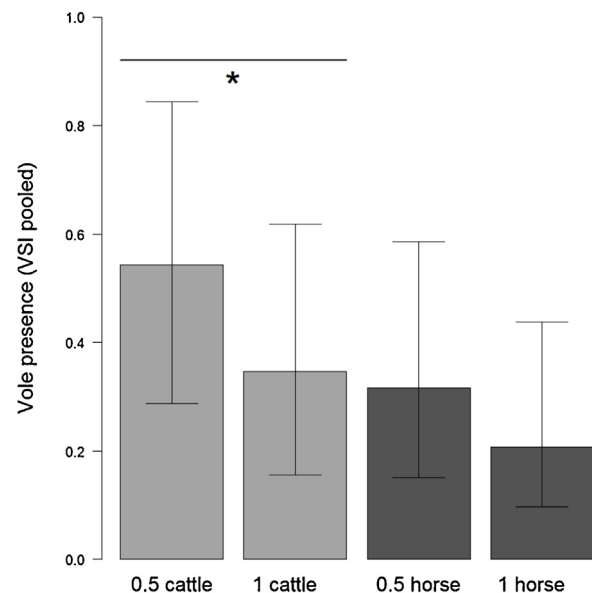 1.0
*
0.8
0.6
0.4
0.2
0.0
Vole presence (VSI pooled)
0.5 cattle
1 cattle
0.5 horse
1 horse